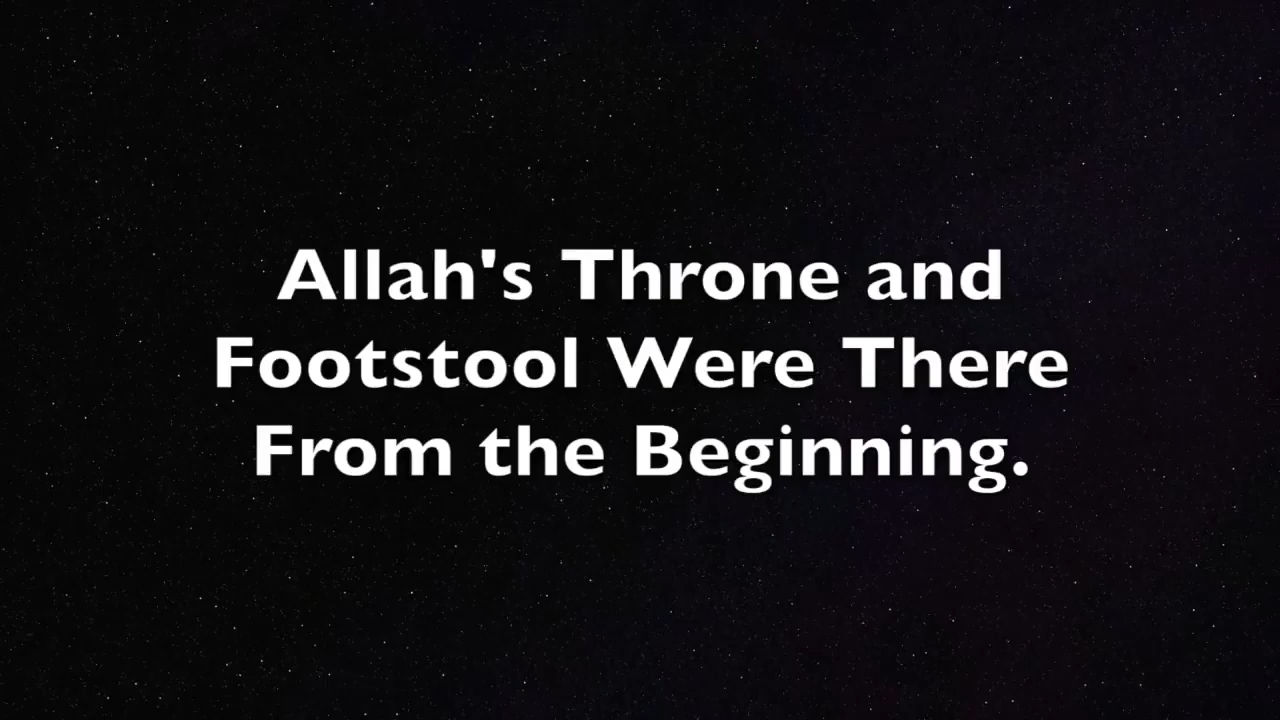 Allah's Throne and
Footstool Were There
From the Beginning.